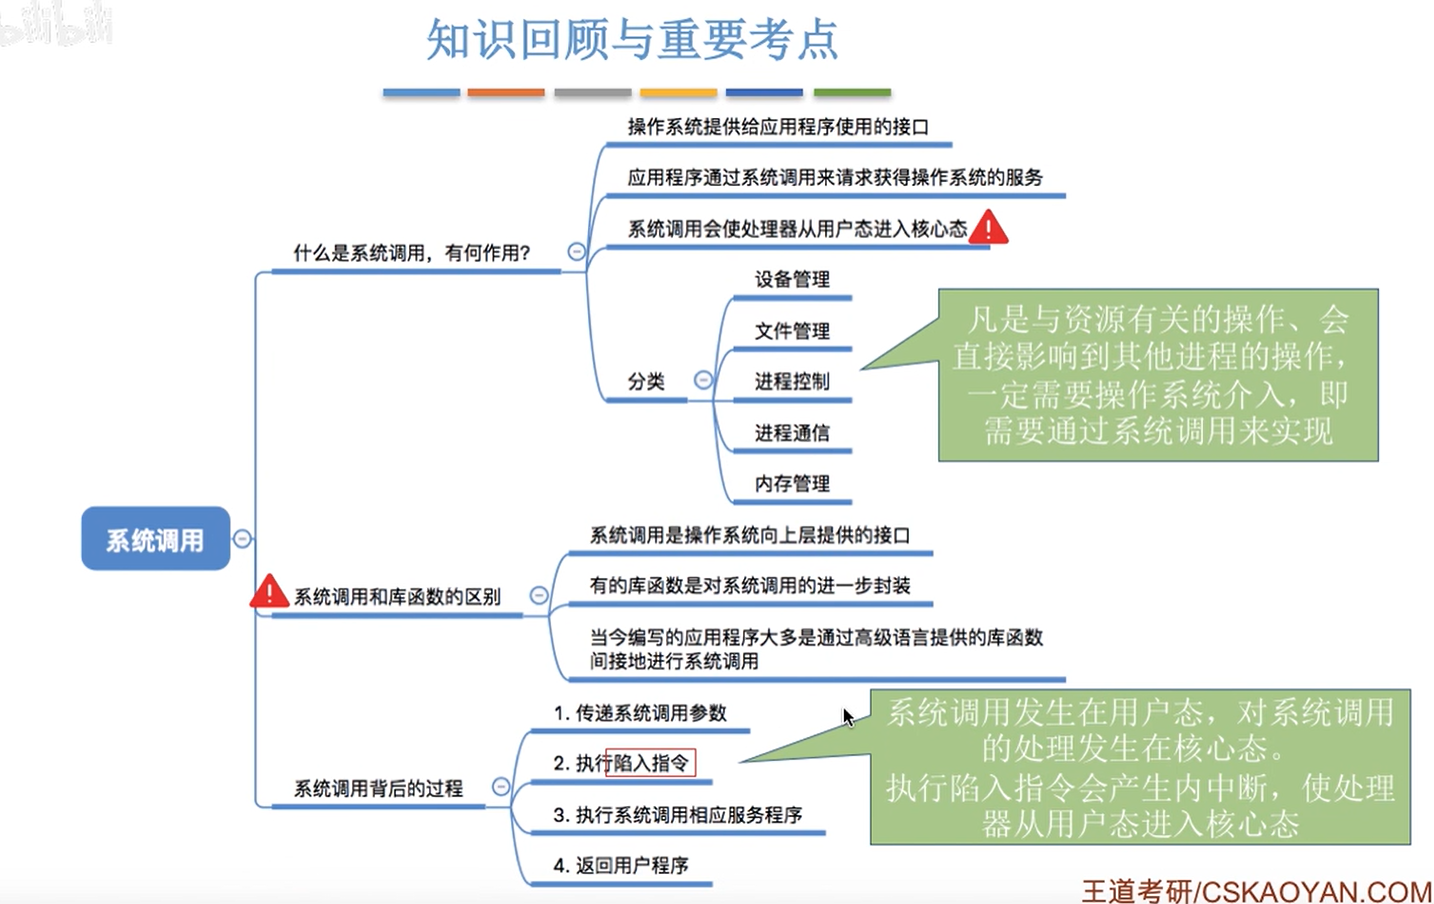 bilibili
知识回顾与重要考点
操作系统提供给应用程序使用的接口
应用程序通过系统调用来请求获得操作系统的服务
系统调用会使处理器从用户态进入核心态
什么是系统调用，有何作用？
设备管理
文件管理
分类
进程控制
进程通信
内存管理
凡是与资源有关的操作、会
直接影响到其他进程的操作，
一定需要操作系统介入，即
需要通过系统调用来实现
系统调用
系统调用是操作系统向上层提供的接口
系统调用和库函数的区别
有的库函数是对系统调用的进一步封装
当今编写的应用程序大多是通过高级语言提供的库函数
间接地进行系统调用
1. 传递系统调用参数
2. 执行陷入指令
系统调用背后的过程
3. 执行系统调用相应服务程序
4. 返回用户程序
系统调用发生在用户态，对系统调用
的处理发生在核心态。
执行陷入指令会产生内中断，使处理
器从用户态进入核心态
王道考研/CSKAOYAN.COM